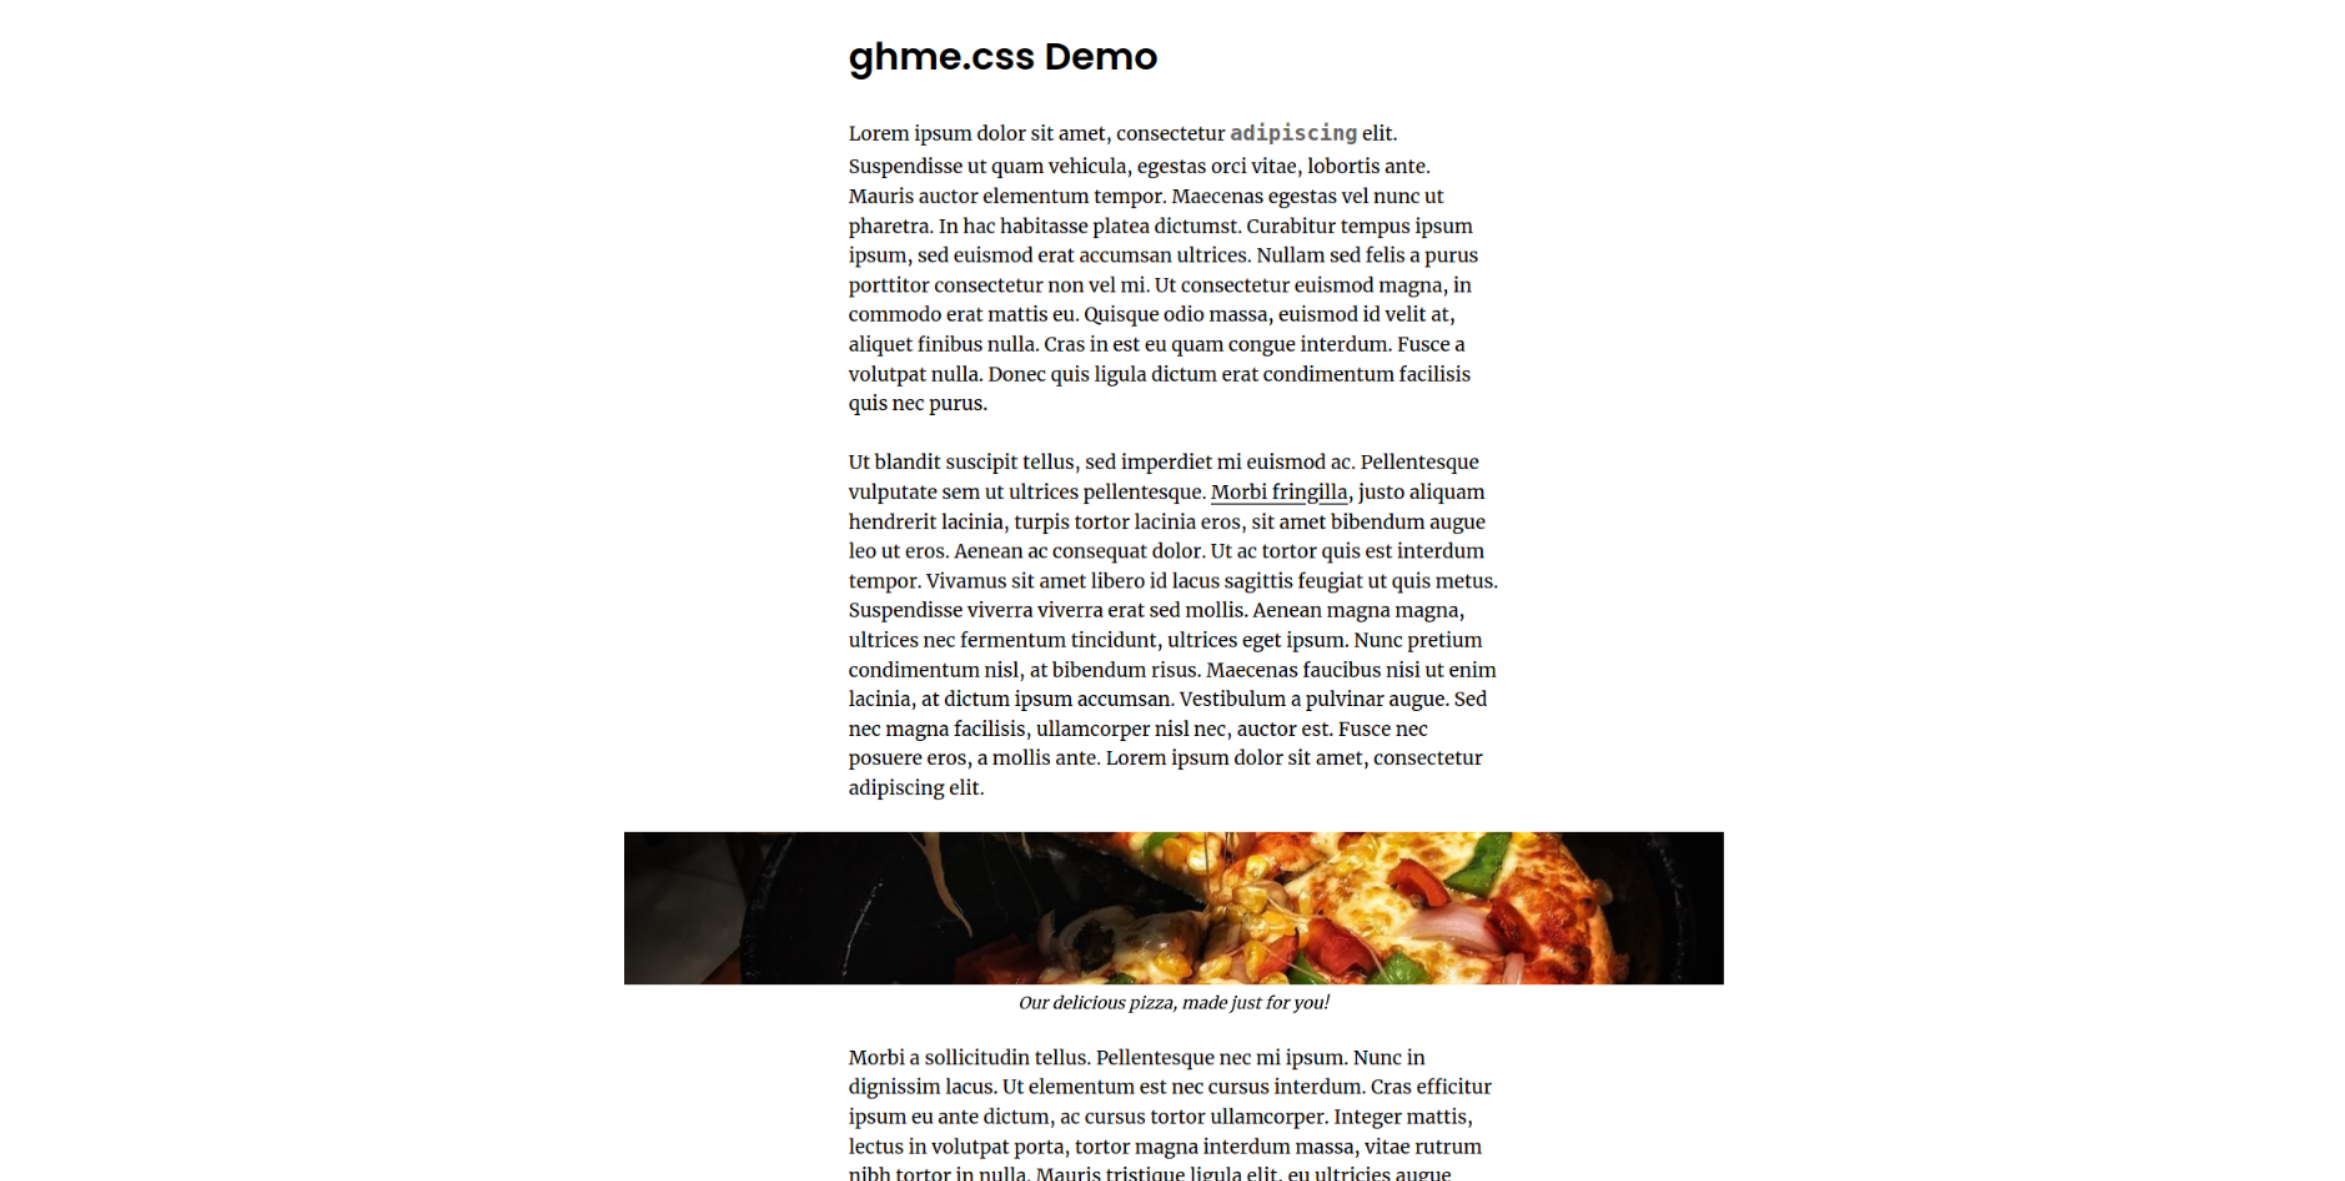 ghme.css Demo
Lorem ipsum dolor sit amet, consectetur adipiscing elit.
Suspendisse ut quam vehicula, egestas orci vitae, lobortis ante.
Mauris auctor elementum tempor. Maecenas egestas vel nunc ut
pharetra. In hac habitasse platea dictumst. Curabitur tempus ipsum
ipsum, sed euismod erat accumsan ultrices. Nullam sed felis a purus
porttitor consectetur non vel mi. Ut consectetur euismod magna, in
commodo erat mattis eu. Quisque odio massa, euismod id velit at,
aliquet finibus nulla. Cras in est eu quam congue interdum. Fusce a
volutpat nulla. Donec quis ligula dictum erat condimentum facilisis
quis nec purus.
Ut blandit suscipit tellus, sed imperdiet mi euismod ac. Pellentesque
vulputate sem ut ultrices pellentesque. Morbi fringilla, justo aliquam
hendrerit lacinia, turpis tortor lacinia eros, sit amet bibendum augue
leo ut eros. Aenean ac consequat dolor. Ut ac tortor quis est interdum
tempor. Vivamus sit amet libero id lacus sagittis feugiat ut quis metus.
Suspendisse viverra viverra erat sed mollis. Aenean magna magna,
ultrices nec fermentum tincidunt, ultrices eget ipsum. Nunc pretium
condimentum nisl, at bibendum risus. Maecenas faucibus nisi ut enim
lacinia, at dictum ipsum accumsan. Vestibulum a pulvinar augue. Sed
nec magna facilisis, ullamcorper nisl nec, auctor est. Fusce nec
posuere eros, a mollis ante. Lorem ipsum dolor sit amet, consectetur
adipiscing elit.
Our delicious pizza, made just for you!
Morbi a sollicitudin tellus. Pellentesque nec mi ipsum. Nunc in
dignissim lacus. Ut elementum est nec cursus interdum. Cras efficitur
ipsum eu ante dictum, ac cursus tortor ullamcorper. Integer mattis,
lectus in volutpat porta, tortor magna interdum massa, vitae rutrum
nibh tortor in nulla. Mauris tristique ligula elit, eu ultricies augue